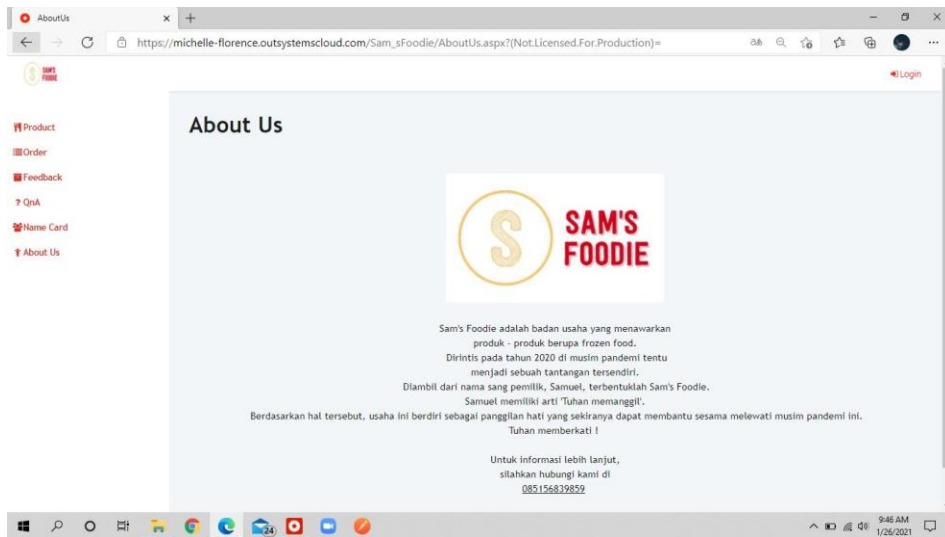 AboutUs
https://michelle-florence.outsystemscloud.com/Sam_sFoodie/AboutUs.aspx?(Not.Licensed.For.Production)=
SAM'S
FOODIE
Login
Product
Order
Feedback
? QnA
Name Card
About Us
About Us
S
SAM'S
FOODIE
Sam's Foodie adalah badan usaha yang menawarkan
produk - produk berupa frozen food.
Dirintis pada tahun 2020 di musim pandemi tentu
menjadi sebuah tantangan tersendiri.
Diambil dari nama sang pemilik, Samuel, terbentuklah Sam's Foodie.
Samuel memiliki arti 'Tuhan memanggil'.
Berdasarkan hal tersebut, usaha ini berdiri sebagai panggilan hati yang sekiranya dapat membantu sesama melewati musim pandemi ini.
Tuhan memberkati !
Untuk informasi lebih lanjut,
silahkan hubungi kami di
085156839859
24
9:46 AM
1/26/2021